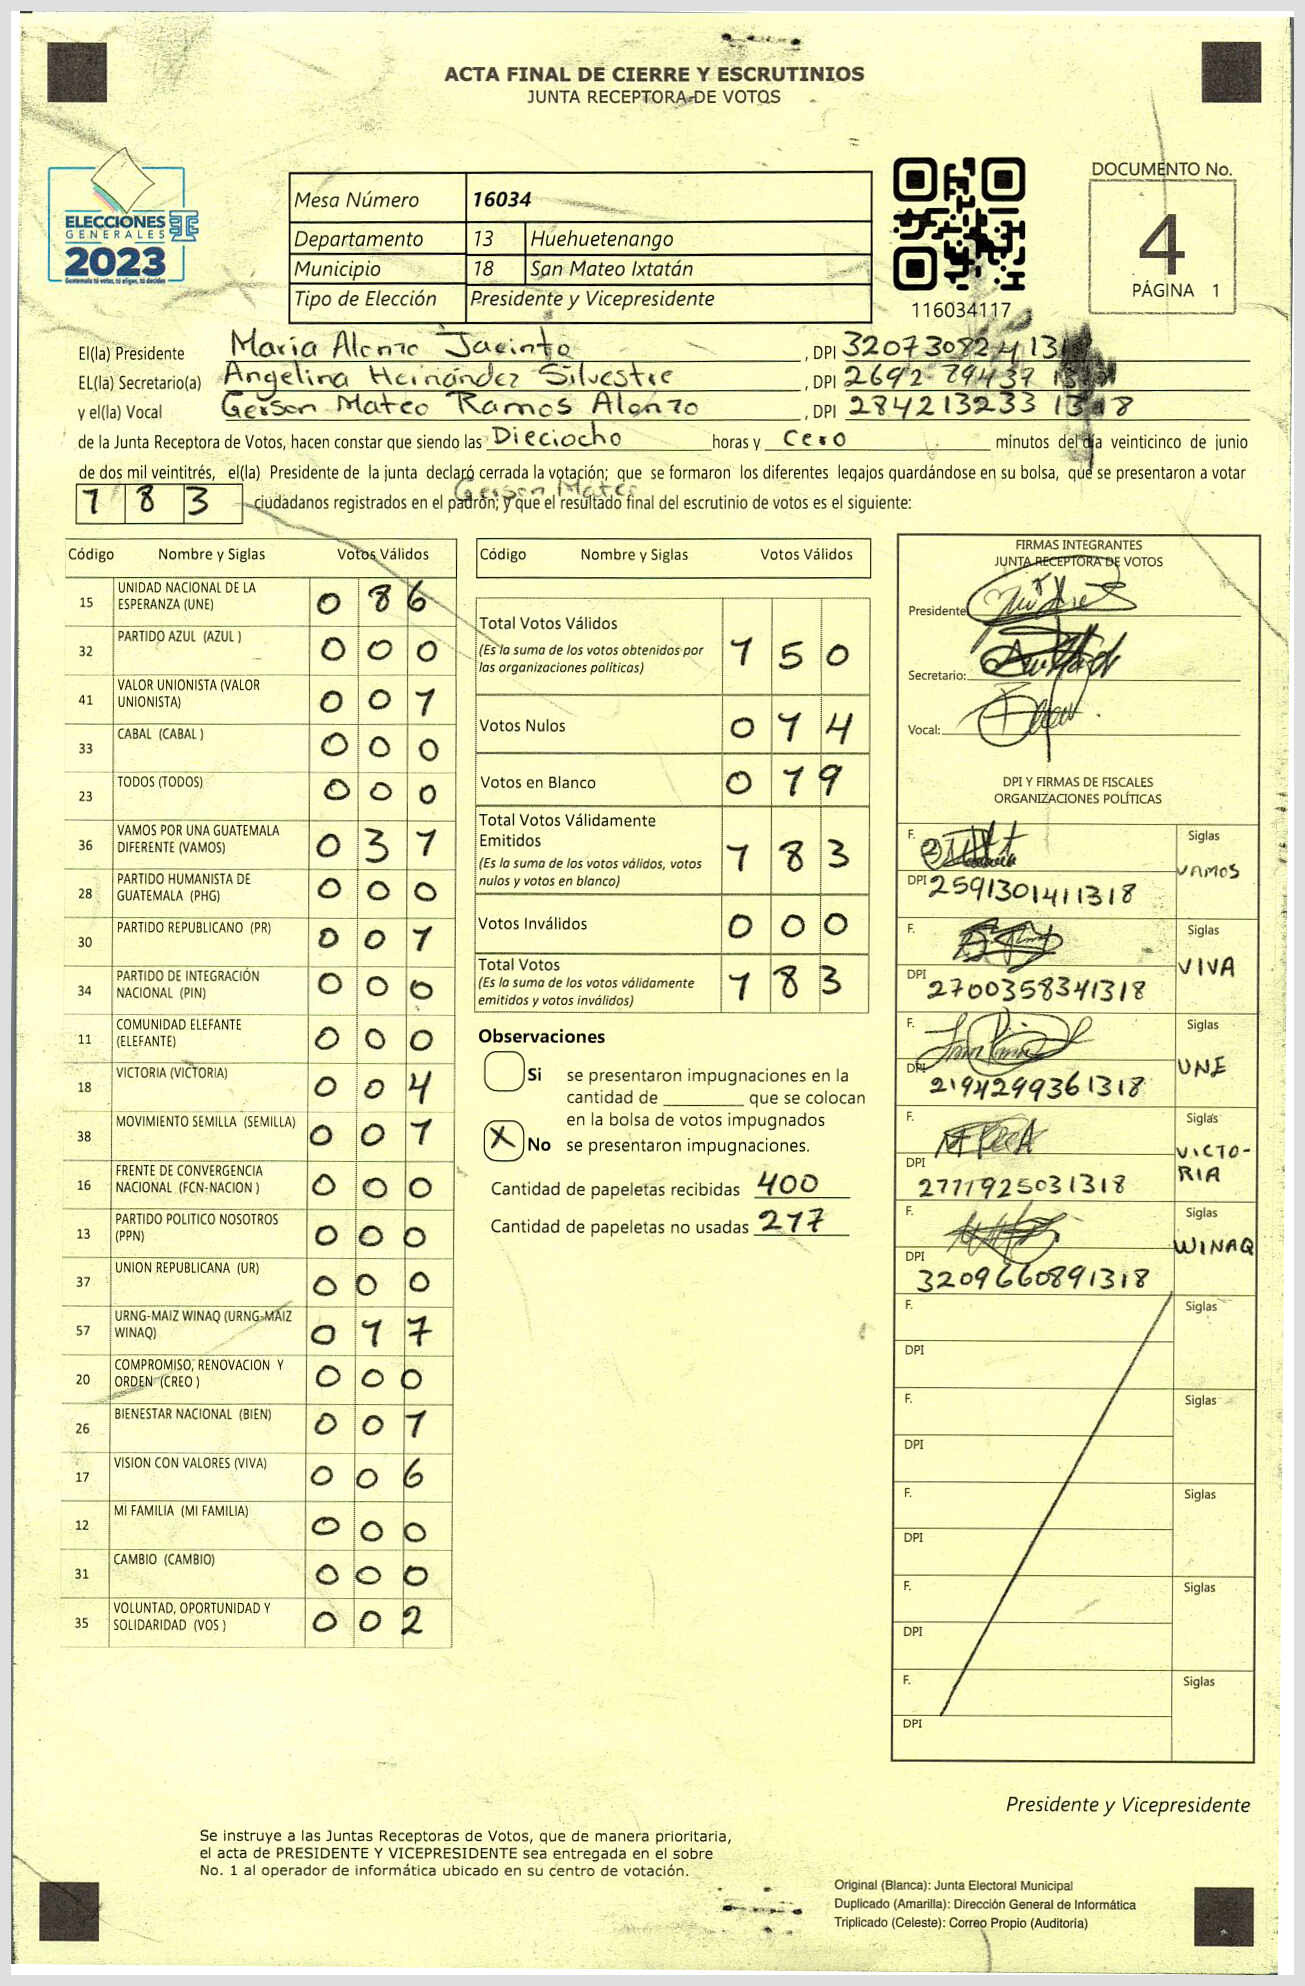 ACTA FINAL DE CIERRE Y ESCRUTINIOS
JUNTA RECEPTORA DE VOTOS
ELECCIONES
GENERALES
2023
Guatemala tú votas, tú eliges, tú decides
Mesa Número 16034
Departamento 13 Huehuetenango
Municipio 18 San Mateo Ixtatán
Tipo de Elección Presidente y Vicepresidente
116034117
DOCUMENTO No.
4
PÁGINA 1
El(la) Presidente María Alonzo Jacinto, DPI
EL(la) Secretario(a) Angelina Hernández Silvestre, DPI
y el(la) Vocal Gerson Mateo Ramos Alonzo, DPI 284213233 1318
de la Junta Receptora de Votos, hacen constar que siendo las Dieciocho horas y Cero minutos del día veinticinco de junio
de dos mil veintitrés, el(la) Presidente de la junta declaró cerrada la votación; que se formaron los diferentes legajos quardándose en su bolsa, que se presentaron a votar
183 ciudadanos registrados en el padrón; y que el resultado final del escrutinio de votos es el siguiente:
Gerson Mateo
Código Nombre y Siglas Votos Válidos
15 UNIDAD NACIONAL DE LA ESPERANZA (UNE) 0 8 6
32 PARTIDO AZUL (AZUL ) 0 0 0
41 VALOR UNIONISTA (VALOR UNIONISTA) 0 0 1
33 CABAL (CABAL ) 0 0 0
23 TODOS (TODOS) 0 0 0
36 VAMOS POR UNA GUATEMALA DIFERENTE (VAMOS) 0 3 1
28 PARTIDO HUMANISTA DE GUATEMALA (PHG) 0 0 0
30 PARTIDO REPUBLICANO (PR) 0 0 1
34 PARTIDO DE INTEGRACIÓN NACIONAL (PIN) 0 0 0
11 COMUNIDAD ELEFANTE (ELEFANTE) 0 0 0
18 VICTORIA (VICTORIA) 0 0 4
38 MOVIMIENTO SEMILLA (SEMILLA) 0 0 1
16 FRENTE DE CONVERGENCIA NACIONAL (FCN-NACION ) 0 0 0
13 PARTIDO POLITICO NOSOTROS (PPN) 0 0 0
37 UNION REPUBLICANA (UR) 0 0 0
57 URNG-MAIZ WINAQ (URNG-MAIZ WINAQ) 0 1 7
20 COMPROMISO, RENOVACION Y ORDEN (CREO ) 0 0 0
26 BIENESTAR NACIONAL (BIEN) 0 0 1
17 VISION CON VALORES (VIVA) 0 0 6
12 MI FAMILIA (MI FAMILIA) 0 0 0
31 CAMBIO (CAMBIO) 0 0 0
35 VOLUNTAD, OPORTUNIDAD Y SOLIDARIDAD (VOS ) 0 0 2
Código Nombre y Siglas Votos Válidos
Total Votos Válidos 1 5 0
(Es la suma de los votos obtenidos por
las organizaciones políticas)
Votos Nulos 0 1 4
Votos en Blanco 0 1 9
Total Votos Válidamente
Emitidos 1 8 3
(Es la suma de los votos válidos, votos
nulos y votos en blanco)
Votos Inválidos 0 0 0
Total Votos 1 8 3
(Es la suma de los votos válidamente
emitidos y votos inválidos)
Observaciones
Si se presentaron impugnaciones en la
cantidad de ________ que se colocan
en la bolsa de votos impugnados
X No se presentaron impugnaciones.
Cantidad de papeletas recibidas 400
Cantidad de papeletas no usadas 217
FIRMAS INTEGRANTES
JUNTA RECEPTORA DE VOTOS
Presidente:
Secretario:
Vocal:
DPI Y FIRMAS DE FISCALES
ORGANIZACIONES POLÍTICAS
F. Siglas
DPI 2591301411318 VAMOS
F. Siglas
DPI 2700358341318 VIVA
F. Siglas
DPI 2194299361318 UNE
F. Siglas
DPI 2711925031318 VICTO-
RIA
F. Siglas
DPI 3209660891318 WINAQ
F. Siglas
DPI
F. Siglas
DPI
F. Siglas
DPI
F. Siglas
DPI
F. Siglas
DPI
Presidente y Vicepresidente
Se instruye a las Juntas Receptoras de Votos, que de manera prioritaria,
el acta de PRESIDENTE Y VICEPRESIDENTE sea entregada en el sobre
No. 1 al operador de informática ubicado en su centro de votación.
Original (Blanca): Junta Electoral Municipal
Duplicado (Amarilla): Dirección General de Informática
Triplicado (Celeste): Correo Propio (Auditoría)